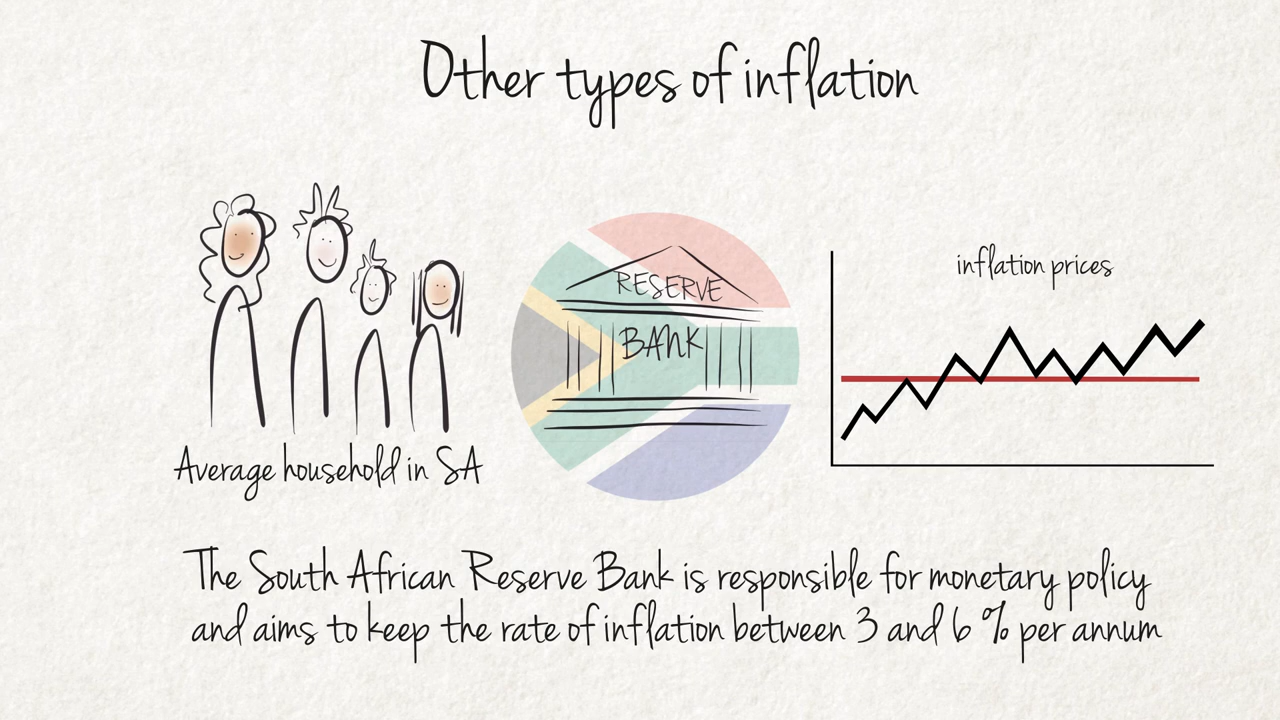 Other types of inflation
RESERVE
BANK
inflation prices
Average household in SA
The South African Reserve Bank is responsible for monetary policy
and aims to keep the rate of inflation between 3 and 6 % per annum